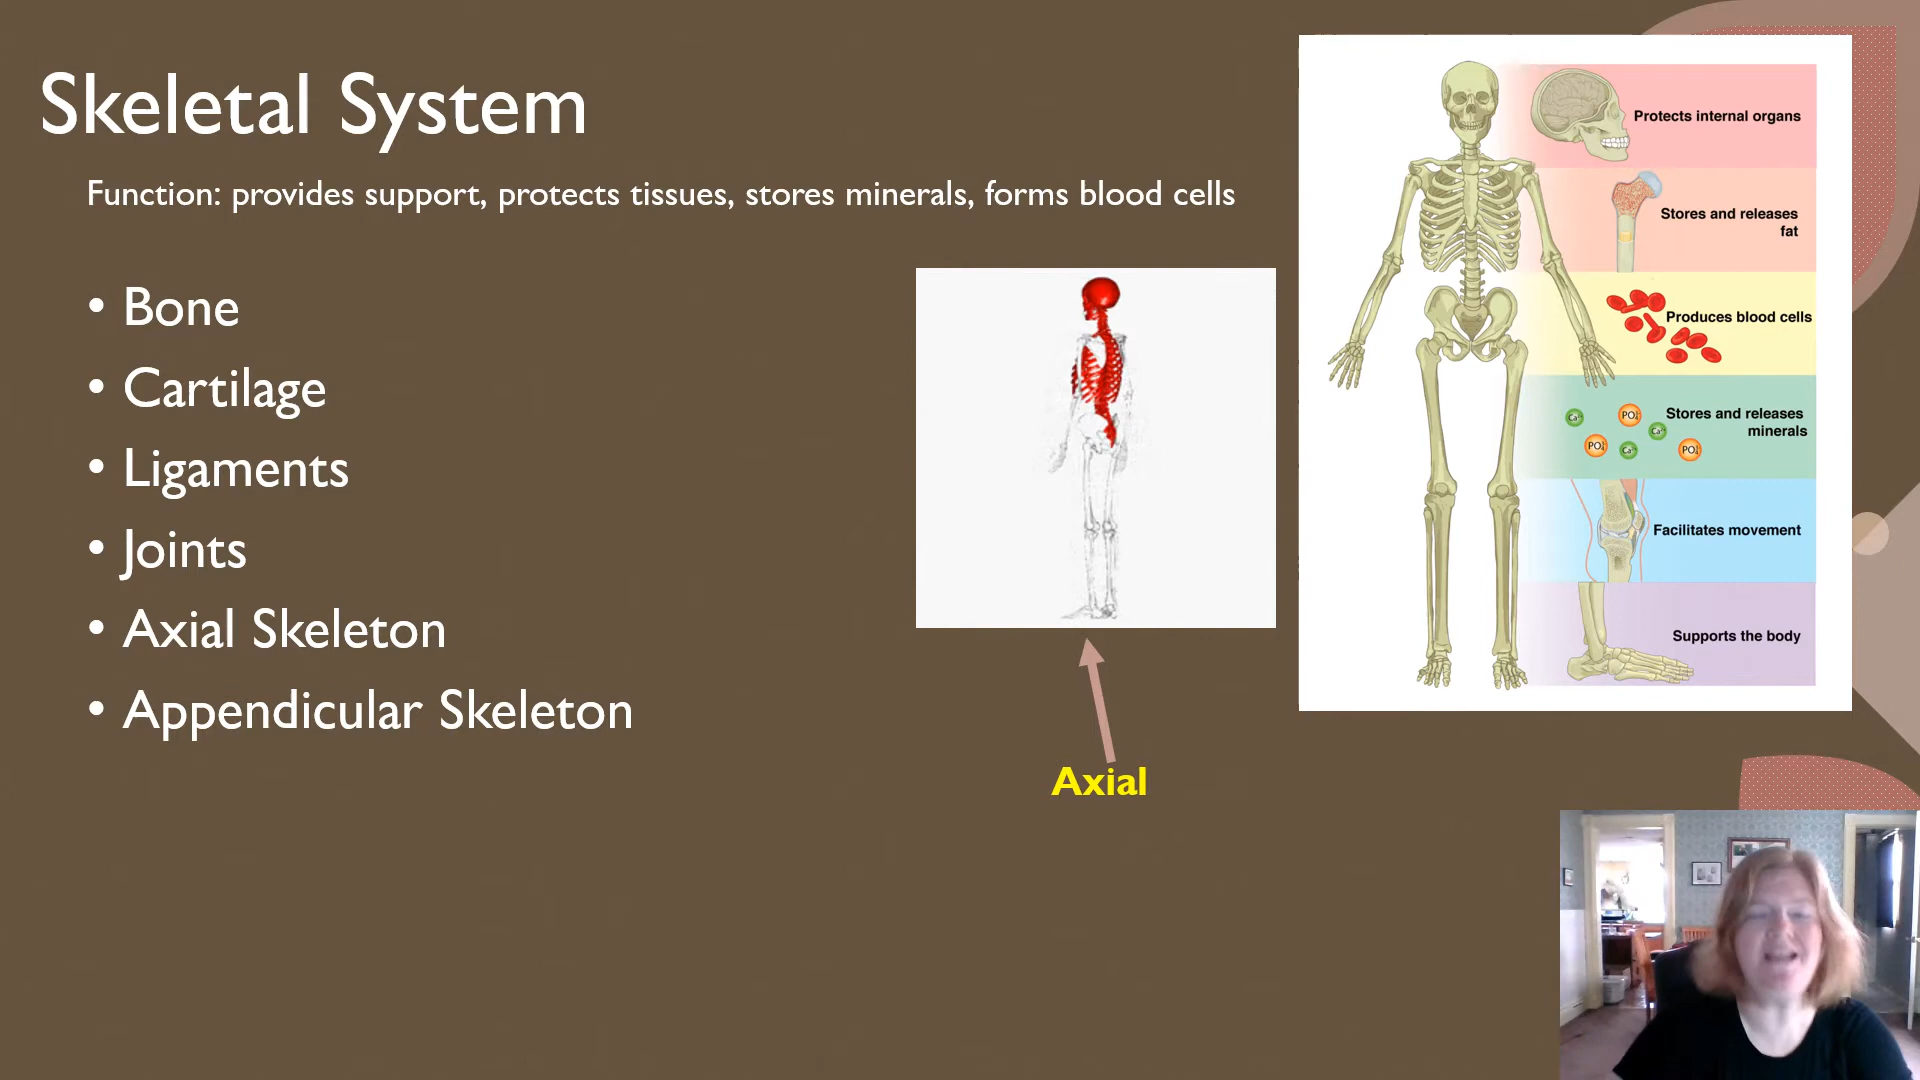 Skeletal System
Function: provides support, protects tissues, stores minerals, forms blood cells
• Bone
• Cartilage
• Ligaments
• Joints
• Axial Skeleton
• Appendicular Skeleton
Axial
Protects internal organs
Stores and releases
fat
Produces blood cells
Stores and releases
minerals
Facilitates movement
Supports the body